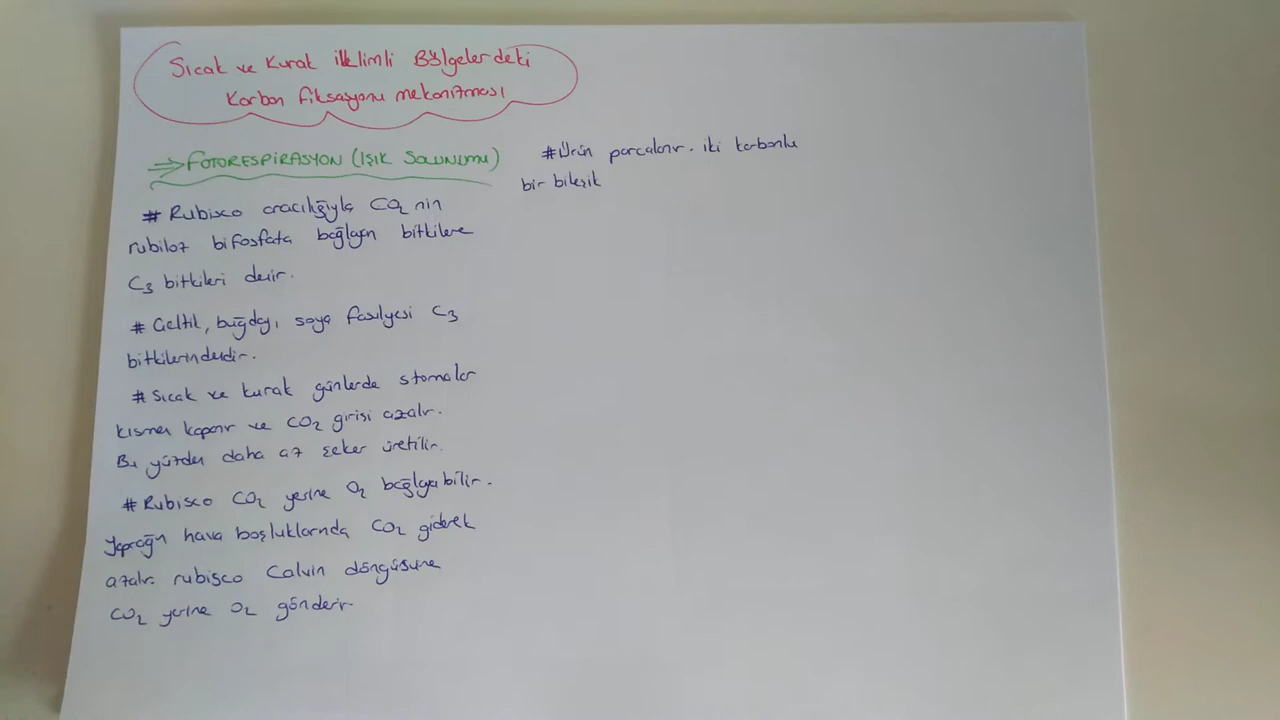 Sıcak ve Kurak iklimli Bölgelerdeki
Karbon fiksasyonu mekanizması
⇒ FOTORESPİRASYON (IŞIK SOLUNUMU)
# Rubisco aracılığıyla CO₂ nin
rubiloz bifosfata bağlayan bitkilere
C₃ bitkileri denir.
# Çeltik, buğday, soya fasulyesi C₃
bitkilerindendir.
# Sıcak ve kurak günlerde stomalar
kısmen kapanır ve CO₂ girişi azalır.
Bu yüzden daha az şeker üretilir.
# Rubisco CO₂ yerine O₂ bağlayabilir.
Yaprağın hava boşluklarında CO₂ giderek
azalır. rubisco Calvin döngüsüne
CO₂ yerine O₂ gönderir.
# Ürün parçalanır. iki karbonlu
bir bileşik